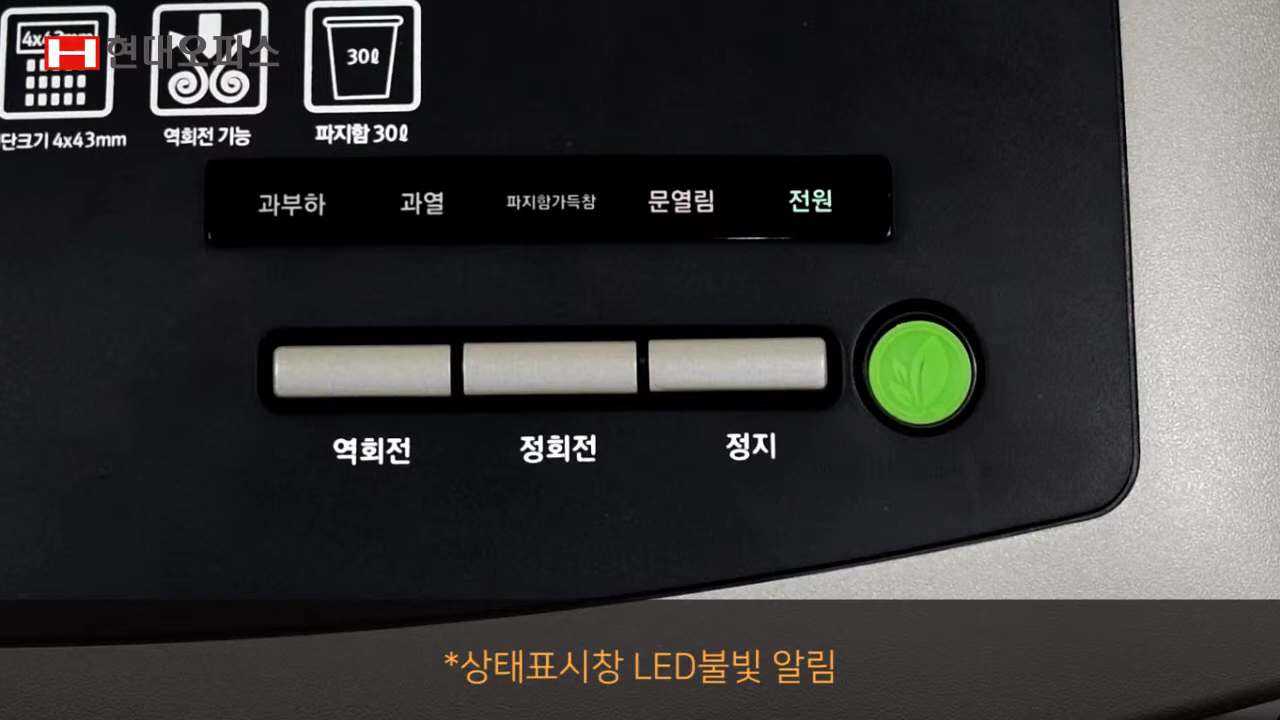 4x43mm
현대오피스
30ℓ
단크기 4x43mm 역회전 기능 파지함 30ℓ
과부하 과열 파지함가득참 문열림 전원
역회전 정회전 정지
*상태표시창 LED불빛 알림